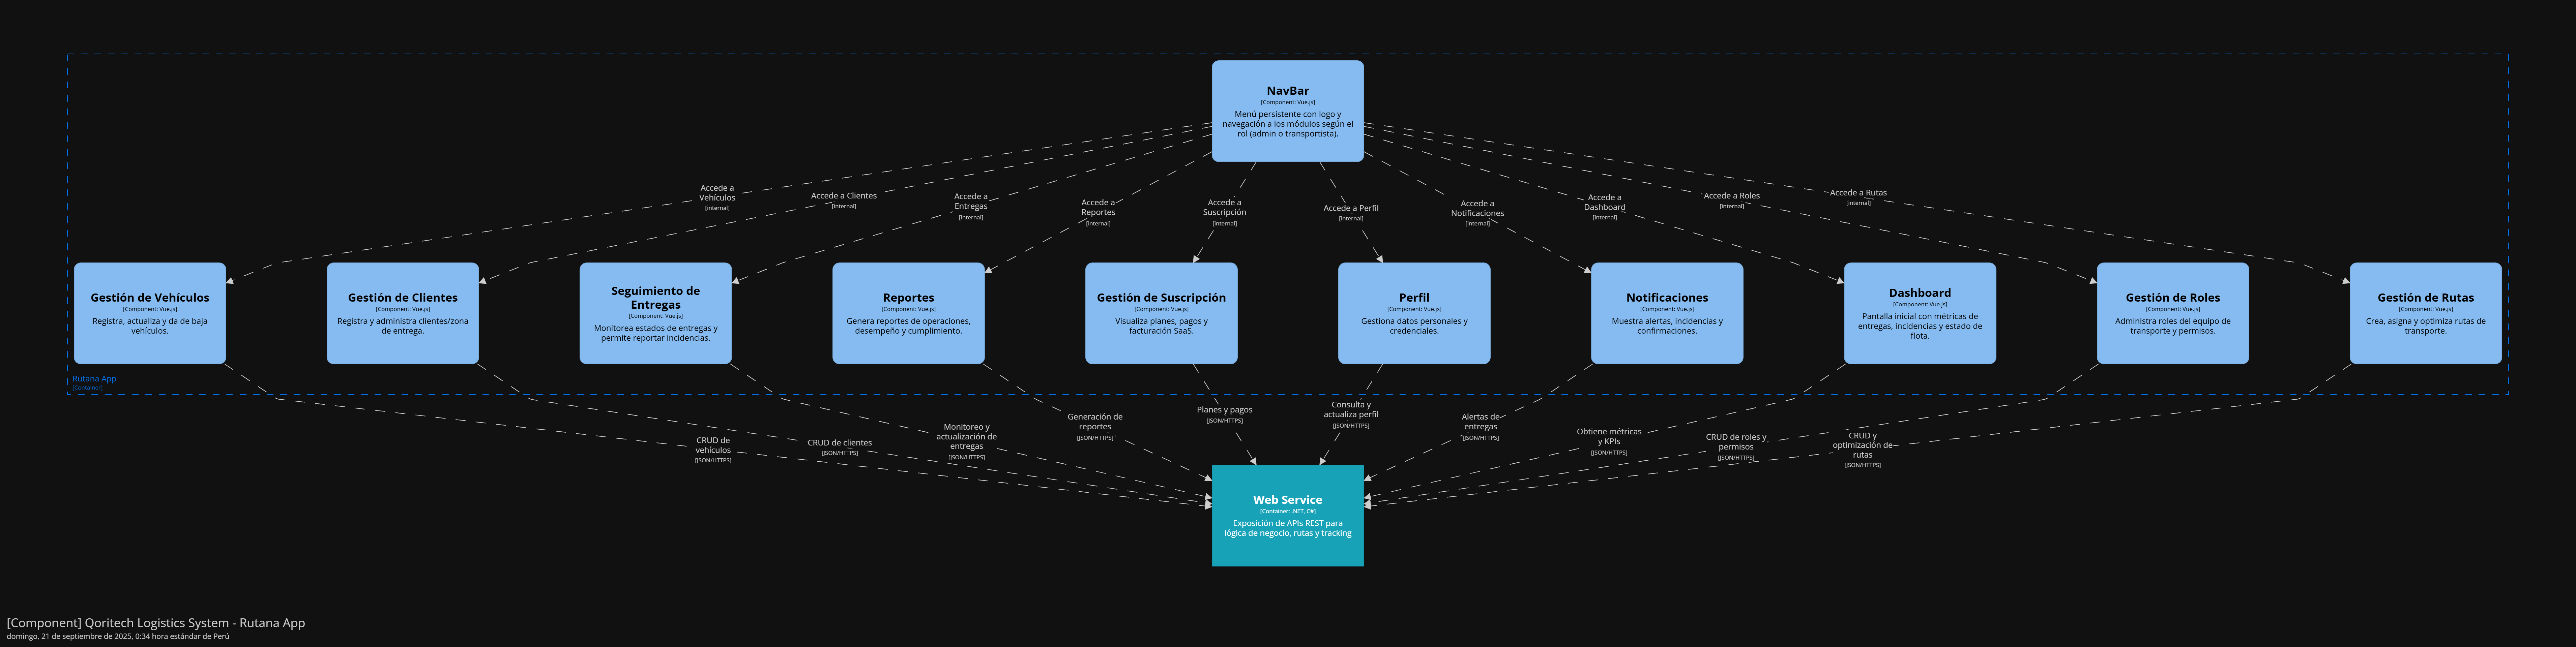 NavBar
[Component: Vue.js]
Menú persistente con logo y
navegación a los módulos según el
rol (admin o transportista).
Accede a
Vehículos
[internal]
Accede a Clientes
[internal]
Accede a
Entregas
[internal]
Accede a
Reportes
[internal]
Accede a
Suscripción
[internal]
Accede a Perfil
[internal]
Accede a
Notificaciones
[internal]
Accede a
Dashboard
[internal]
Accede a Roles
[internal]
Accede a Rutas
[internal]
Gestión de Vehículos
[Component: Vue.js]
Registra, actualiza y da de baja
vehículos.
Gestión de Clientes
[Component: Vue.js]
Registra y administra clientes/zona
de entrega.
Seguimiento de
Entregas
[Component: Vue.js]
Monitorea estados de entregas y
permite reportar incidencias.
Reportes
[Component: Vue.js]
Genera reportes de operaciones,
desempeño y cumplimiento.
Gestión de Suscripción
[Component: Vue.js]
Visualiza planes, pagos y
facturación SaaS.
Perfil
[Component: Vue.js]
Gestiona datos personales y
credenciales.
Notificaciones
[Component: Vue.js]
Muestra alertas, incidencias y
confirmaciones.
Dashboard
[Component: Vue.js]
Pantalla inicial con métricas de
entregas, incidencias y estado de
flota.
Gestión de Roles
[Component: Vue.js]
Administra roles del equipo de
transporte y permisos.
Gestión de Rutas
[Component: Vue.js]
Crea, asigna y optimiza rutas de
transporte.
Rutana App
[Container]
CRUD de
vehículos
[JSON/HTTPS]
CRUD de clientes
[JSON/HTTPS]
Monitoreo y
actualización de
entregas
[JSON/HTTPS]
Generación de
reportes
[JSON/HTTPS]
Planes y pagos
[JSON/HTTPS]
Consulta y
actualiza perfil
[JSON/HTTPS]
Alertas de
entregas
[JSON/HTTPS]
Obtiene métricas
y KPIs
[JSON/HTTPS]
CRUD de roles y
permisos
[JSON/HTTPS]
CRUD y
optimización de
rutas
[JSON/HTTPS]
Web Service
[Container: .NET, C#]
Exposición de APIs REST para
lógica de negocio, rutas y tracking
[Component] Qoritech Logistics System - Rutana App
domingo, 21 de septiembre de 2025, 0:34 hora estándar de Perú